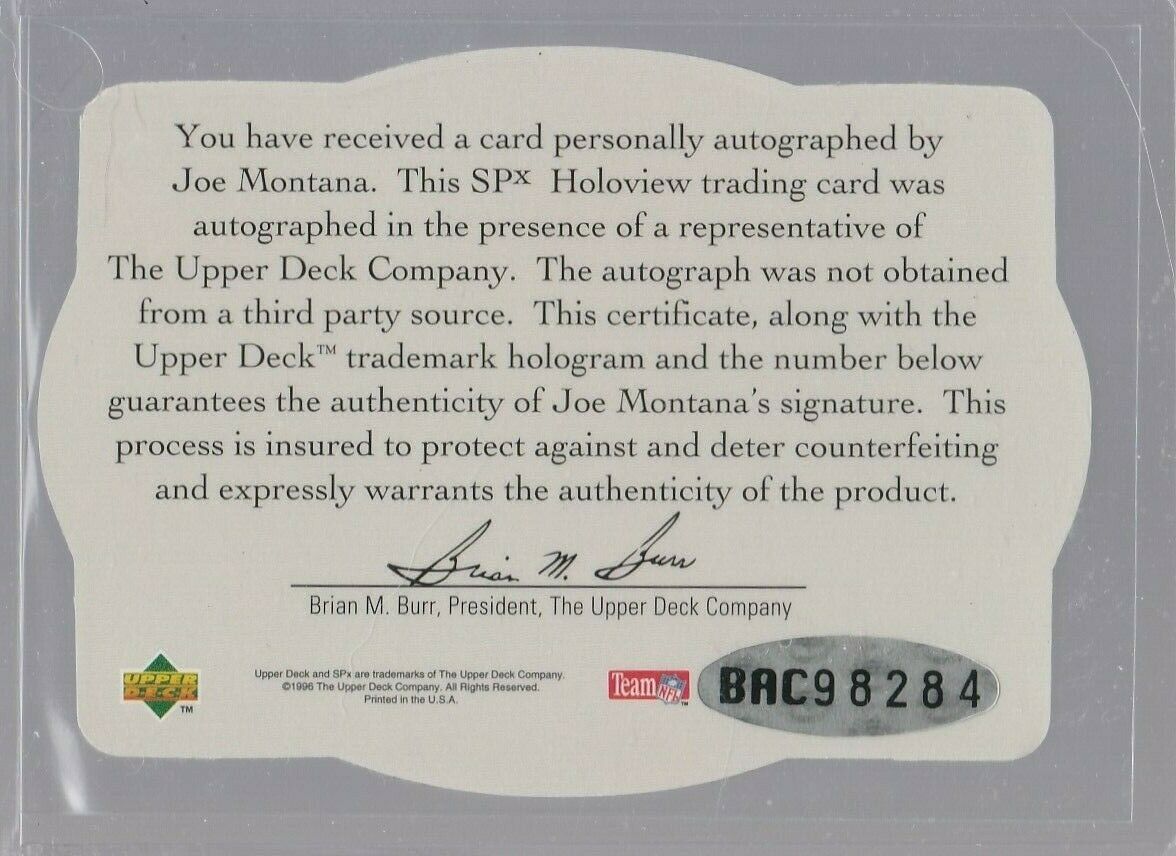 You have received a card personally autographed by
Joe Montana. This SPx Holoview trading card was
autographed in the presence of a representative of
The Upper Deck Company. The autograph was not obtained
from a third party source. This certificate, along with the
Upper Deck™ trademark hologram and the number below
guarantees the authenticity of Joe Montana's signature. This
process is insured to protect against and deter counterfeiting
and expressly warrants the authenticity of the product.
Brian M. Burr
Brian M. Burr, President, The Upper Deck Company
UPPER
DECK
TM
Upper Deck and SPx are trademarks of The Upper Deck Company.
©1996 The Upper Deck Company. All Rights Reserved.
Printed in the U.S.A.
Team NFL™
BAC98284